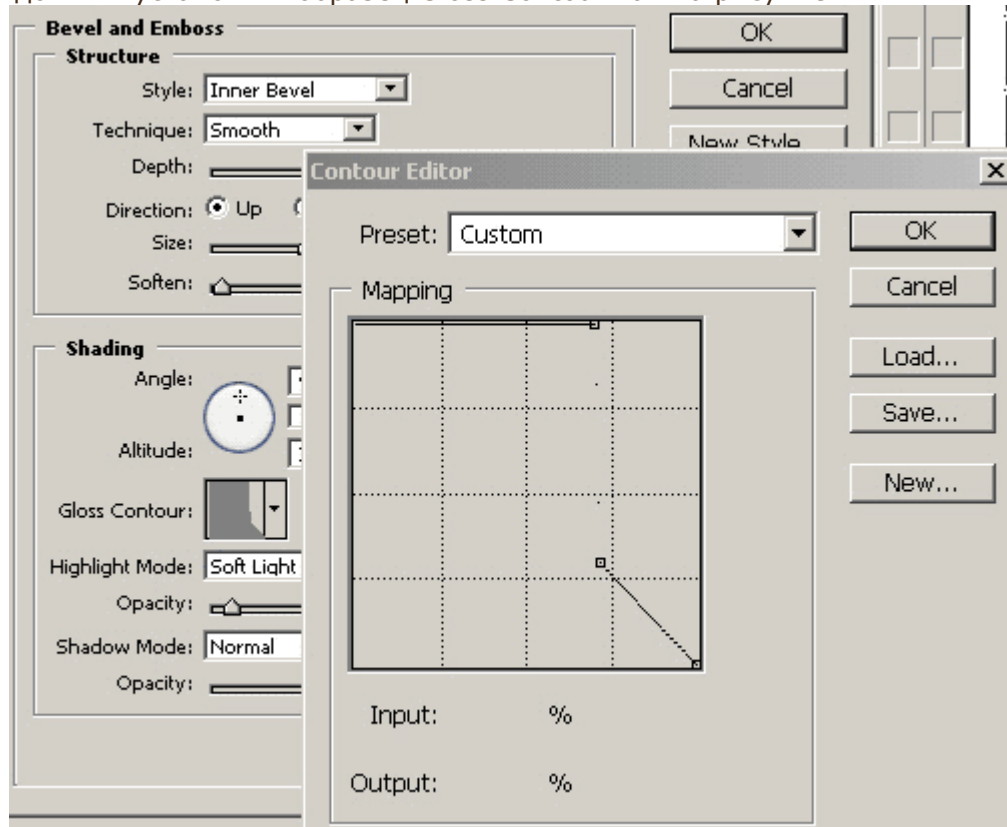 Bevel and Emboss
Structure
Style: Inner Bevel
Technique: Smooth
Depth:
Direction: Up
Size:
Soften:
Shading
Angle:
Altitude:
Gloss Contour:
Highlight Mode: Soft Light
Opacity:
Shadow Mode: Normal
Opacity:
OK
Cancel
New Style...
Contour Editor
Preset: Custom
Mapping
Input: %
Output: %
OK
Cancel
Load...
Save...
New...